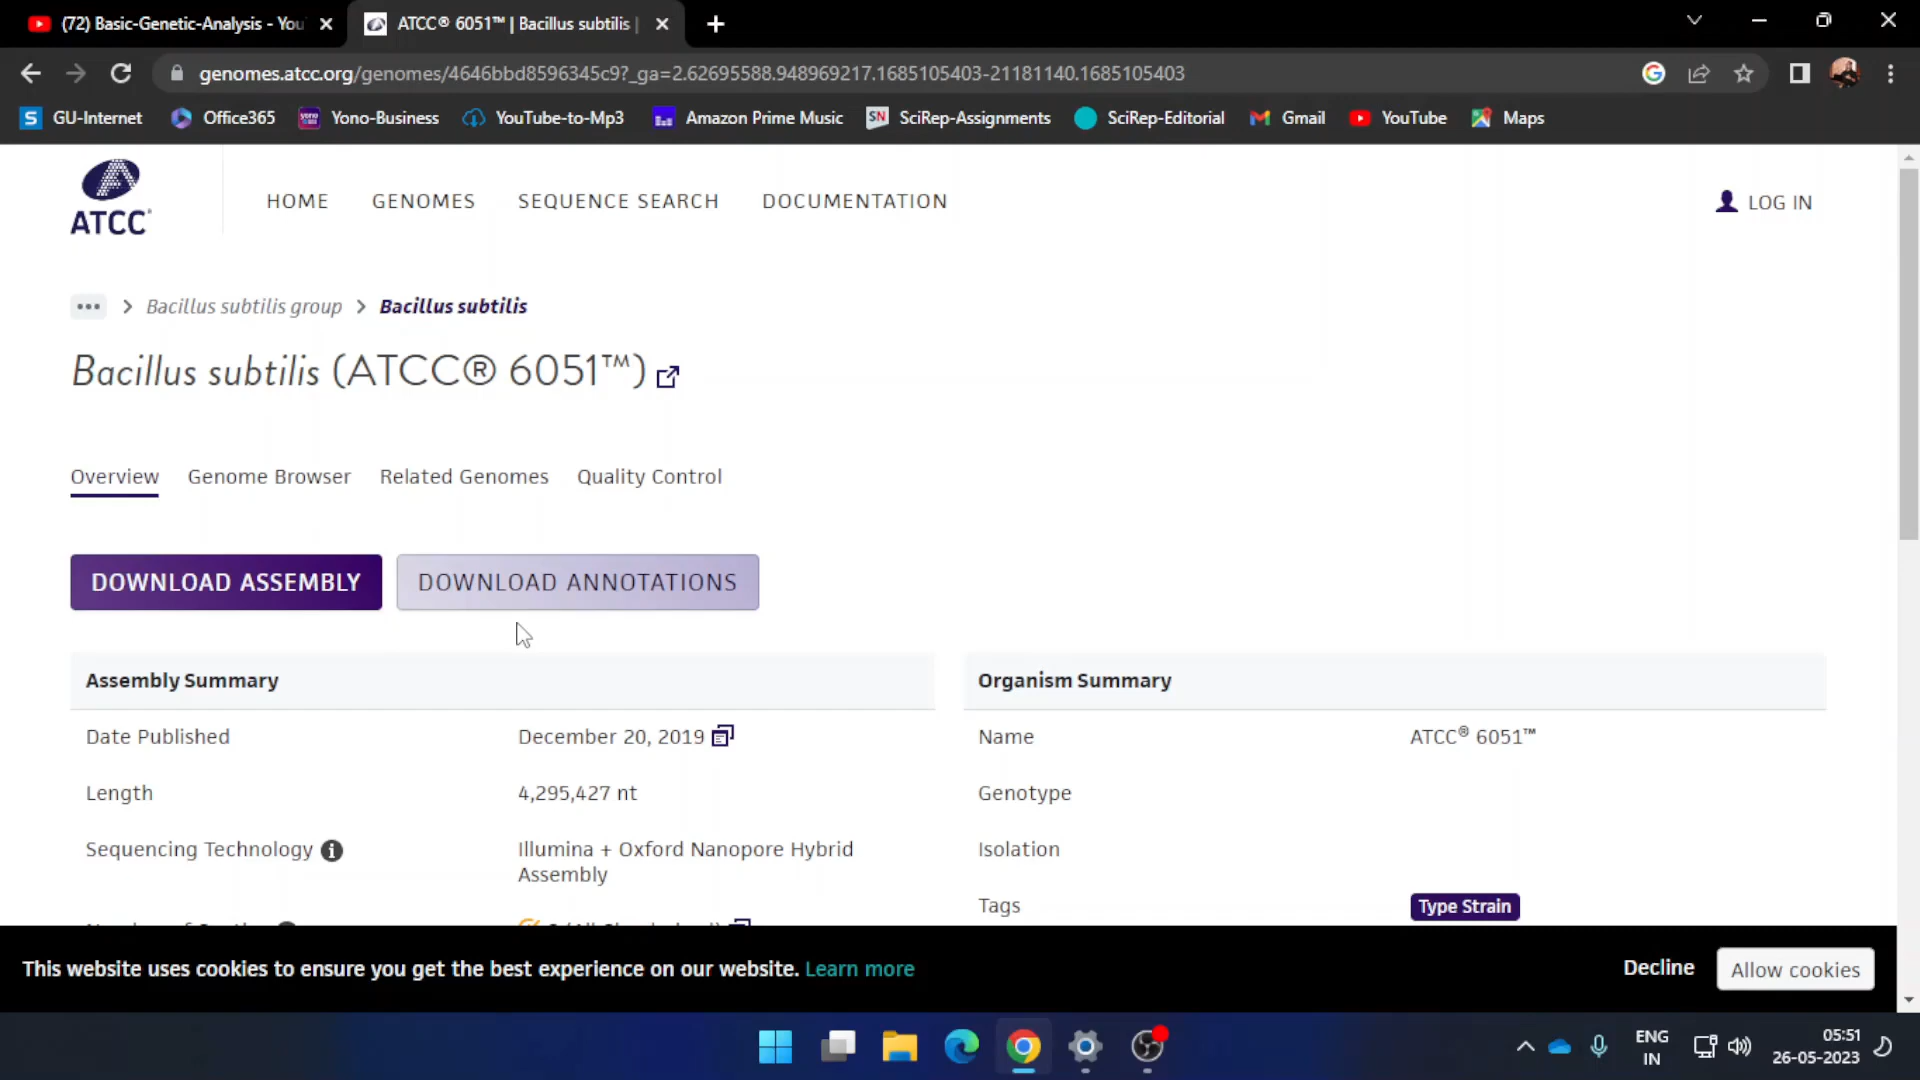 (72) Basic-Genetic-Analysis - You
ATCC® 6051™ | Bacillus subtilis |
genomes.atcc.org/genomes/4646bbd8596345c9?_ga=2.62695588.948969217.1685105403-21181140.1685105403
GU-Internet Office365 Yono-Business YouTube-to-Mp3 Amazon Prime Music SN SciRep-Assignments SciRep-Editorial Gmail YouTube Maps
ATCC®
HOME GENOMES SEQUENCE SEARCH DOCUMENTATION
LOG IN
Bacillus subtilis group > Bacillus subtilis
Bacillus subtilis (ATCC® 6051™)
Overview Genome Browser Related Genomes Quality Control
DOWNLOAD ASSEMBLY DOWNLOAD ANNOTATIONS
Assembly Summary
Date Published December 20, 2019
Length 4,295,427 nt
Sequencing Technology Illumina + Oxford Nanopore Hybrid
Assembly
Organism Summary
Name ATCC® 6051™
Genotype
Isolation
Tags Type Strain
This website uses cookies to ensure you get the best experience on our website. Learn more
Decline Allow cookies
ENG
IN
05:51
26-05-2023